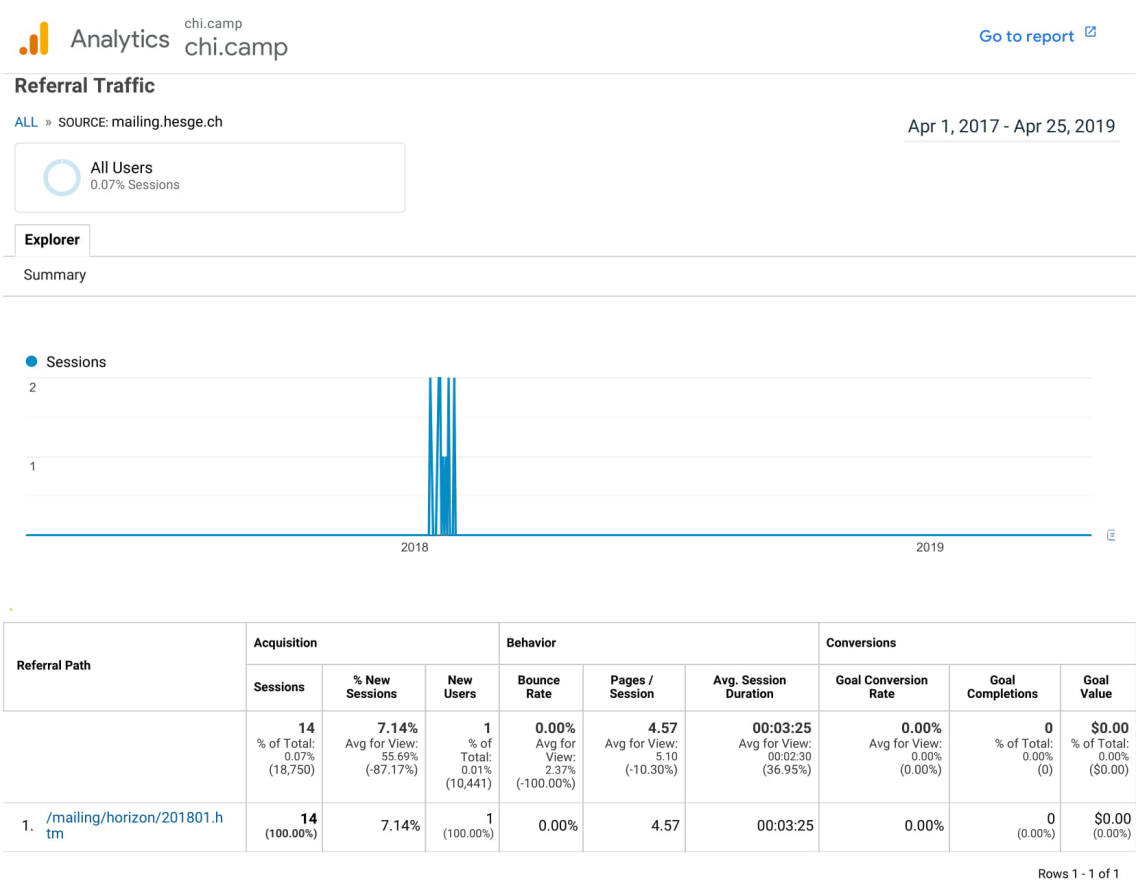 Analytics
chi.camp
chi.camp
Go to report
Referral Traffic
ALL » SOURCE: mailing.hesge.ch
Apr 1, 2017 - Apr 25, 2019
All Users
0.07% Sessions
Explorer
Summary
Sessions
2
1
2018
2019
Referral Path
Acquisition
Behavior
Conversions
Sessions
% New
Sessions
New
Users
Bounce
Rate
Pages /
Session
Avg. Session
Duration
Goal Conversion
Rate
Goal
Completions
Goal
Value
14
% of Total:
0.07%
(18,750)
7.14%
Avg for View:
55.69%
(-87.17%)
1
% of
Total:
0.01%
(10,441)
0.00%
Avg for
View:
2.37%
(-100.00%)
4.57
Avg for View:
5.10
(-10.30%)
00:03:25
Avg for View:
00:02:30
(36.95%)
0.00%
Avg for View:
0.00%
(0.00%)
0
% of Total:
0.00%
(0)
$0.00
% of Total:
0.00%
($0.00)
1.
/mailing/horizon/201801.h
tm
14
(100.00%)
7.14%
1
(100.00%)
0.00%
4.57
00:03:25
0.00%
0
(0.00%)
$0.00
(0.00%)
Rows 1 - 1 of 1